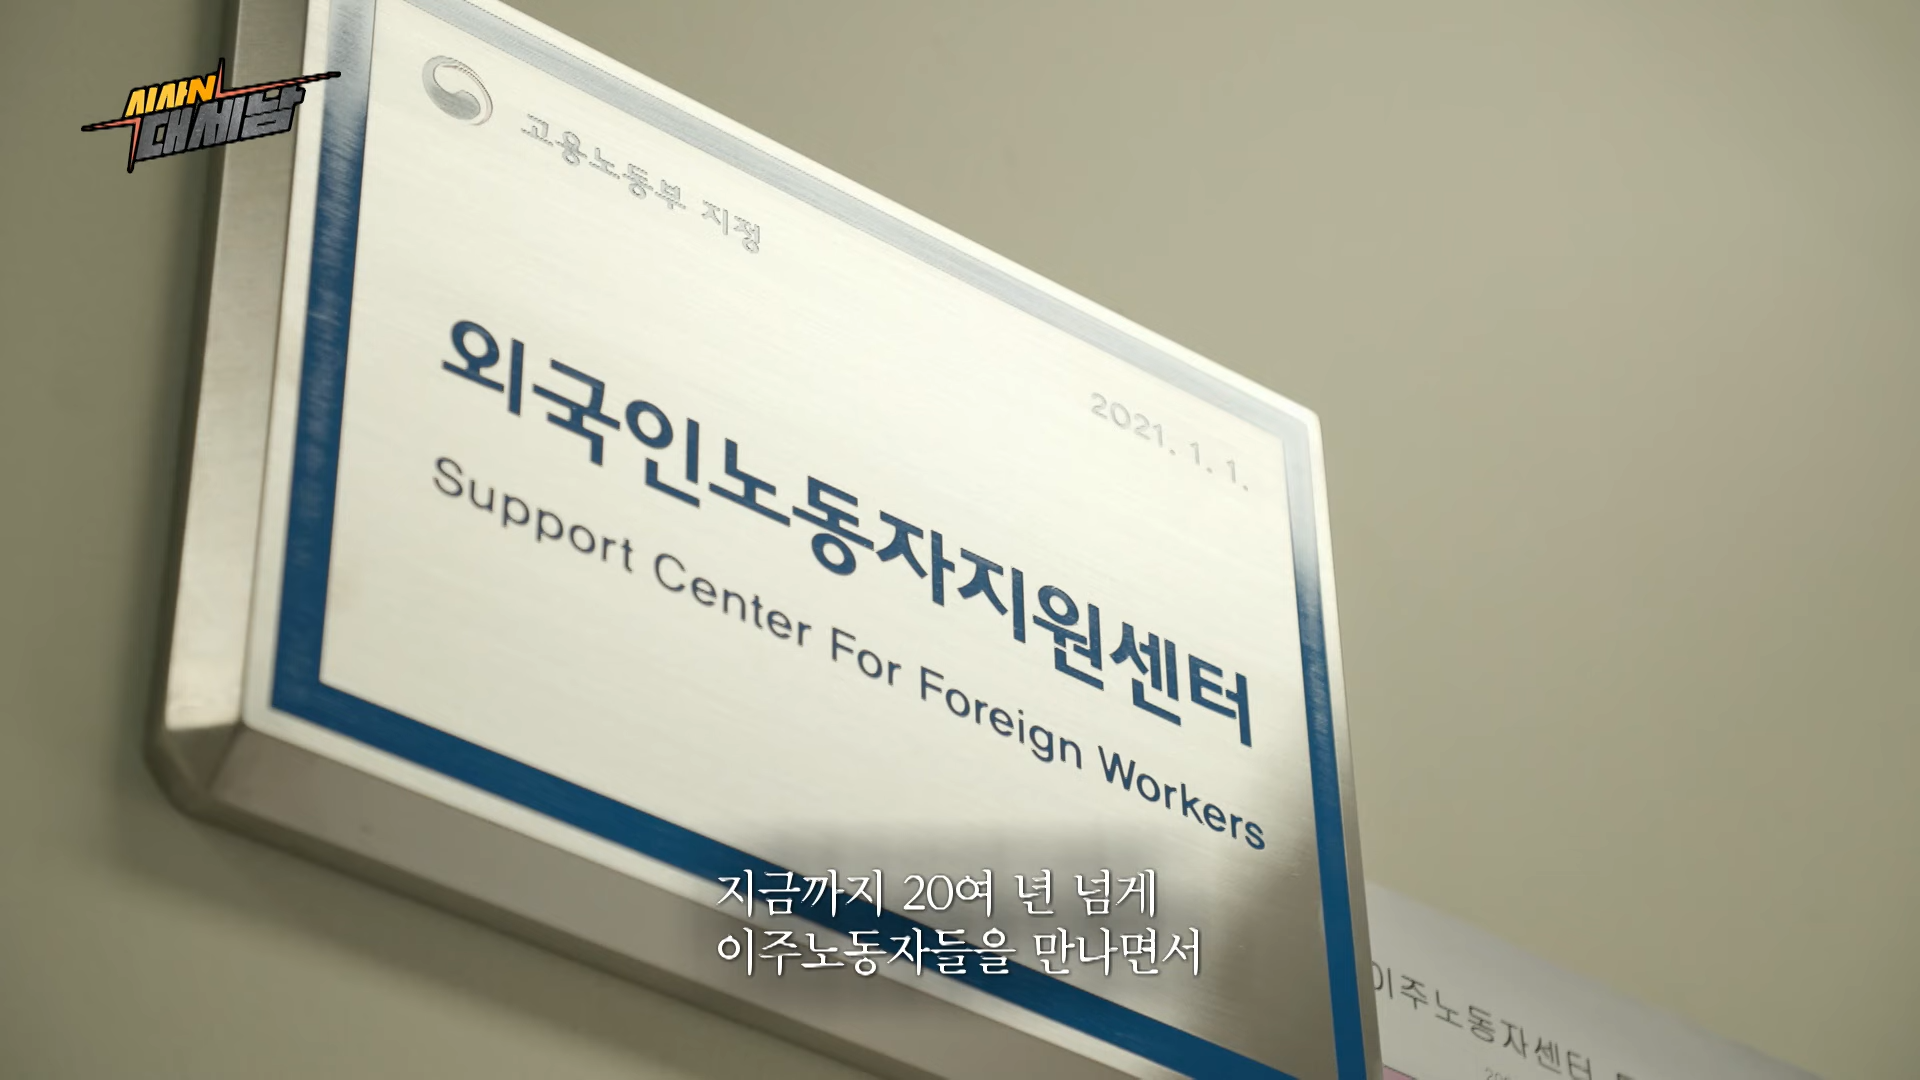 시사N
대세남
고용노동부 지정
2021. 1. 1.
외국인노동자지원센터
Support Center For Foreign Workers
지금까지 20여 년 넘게
이주노동자들을 만나면서
이주노동자센터